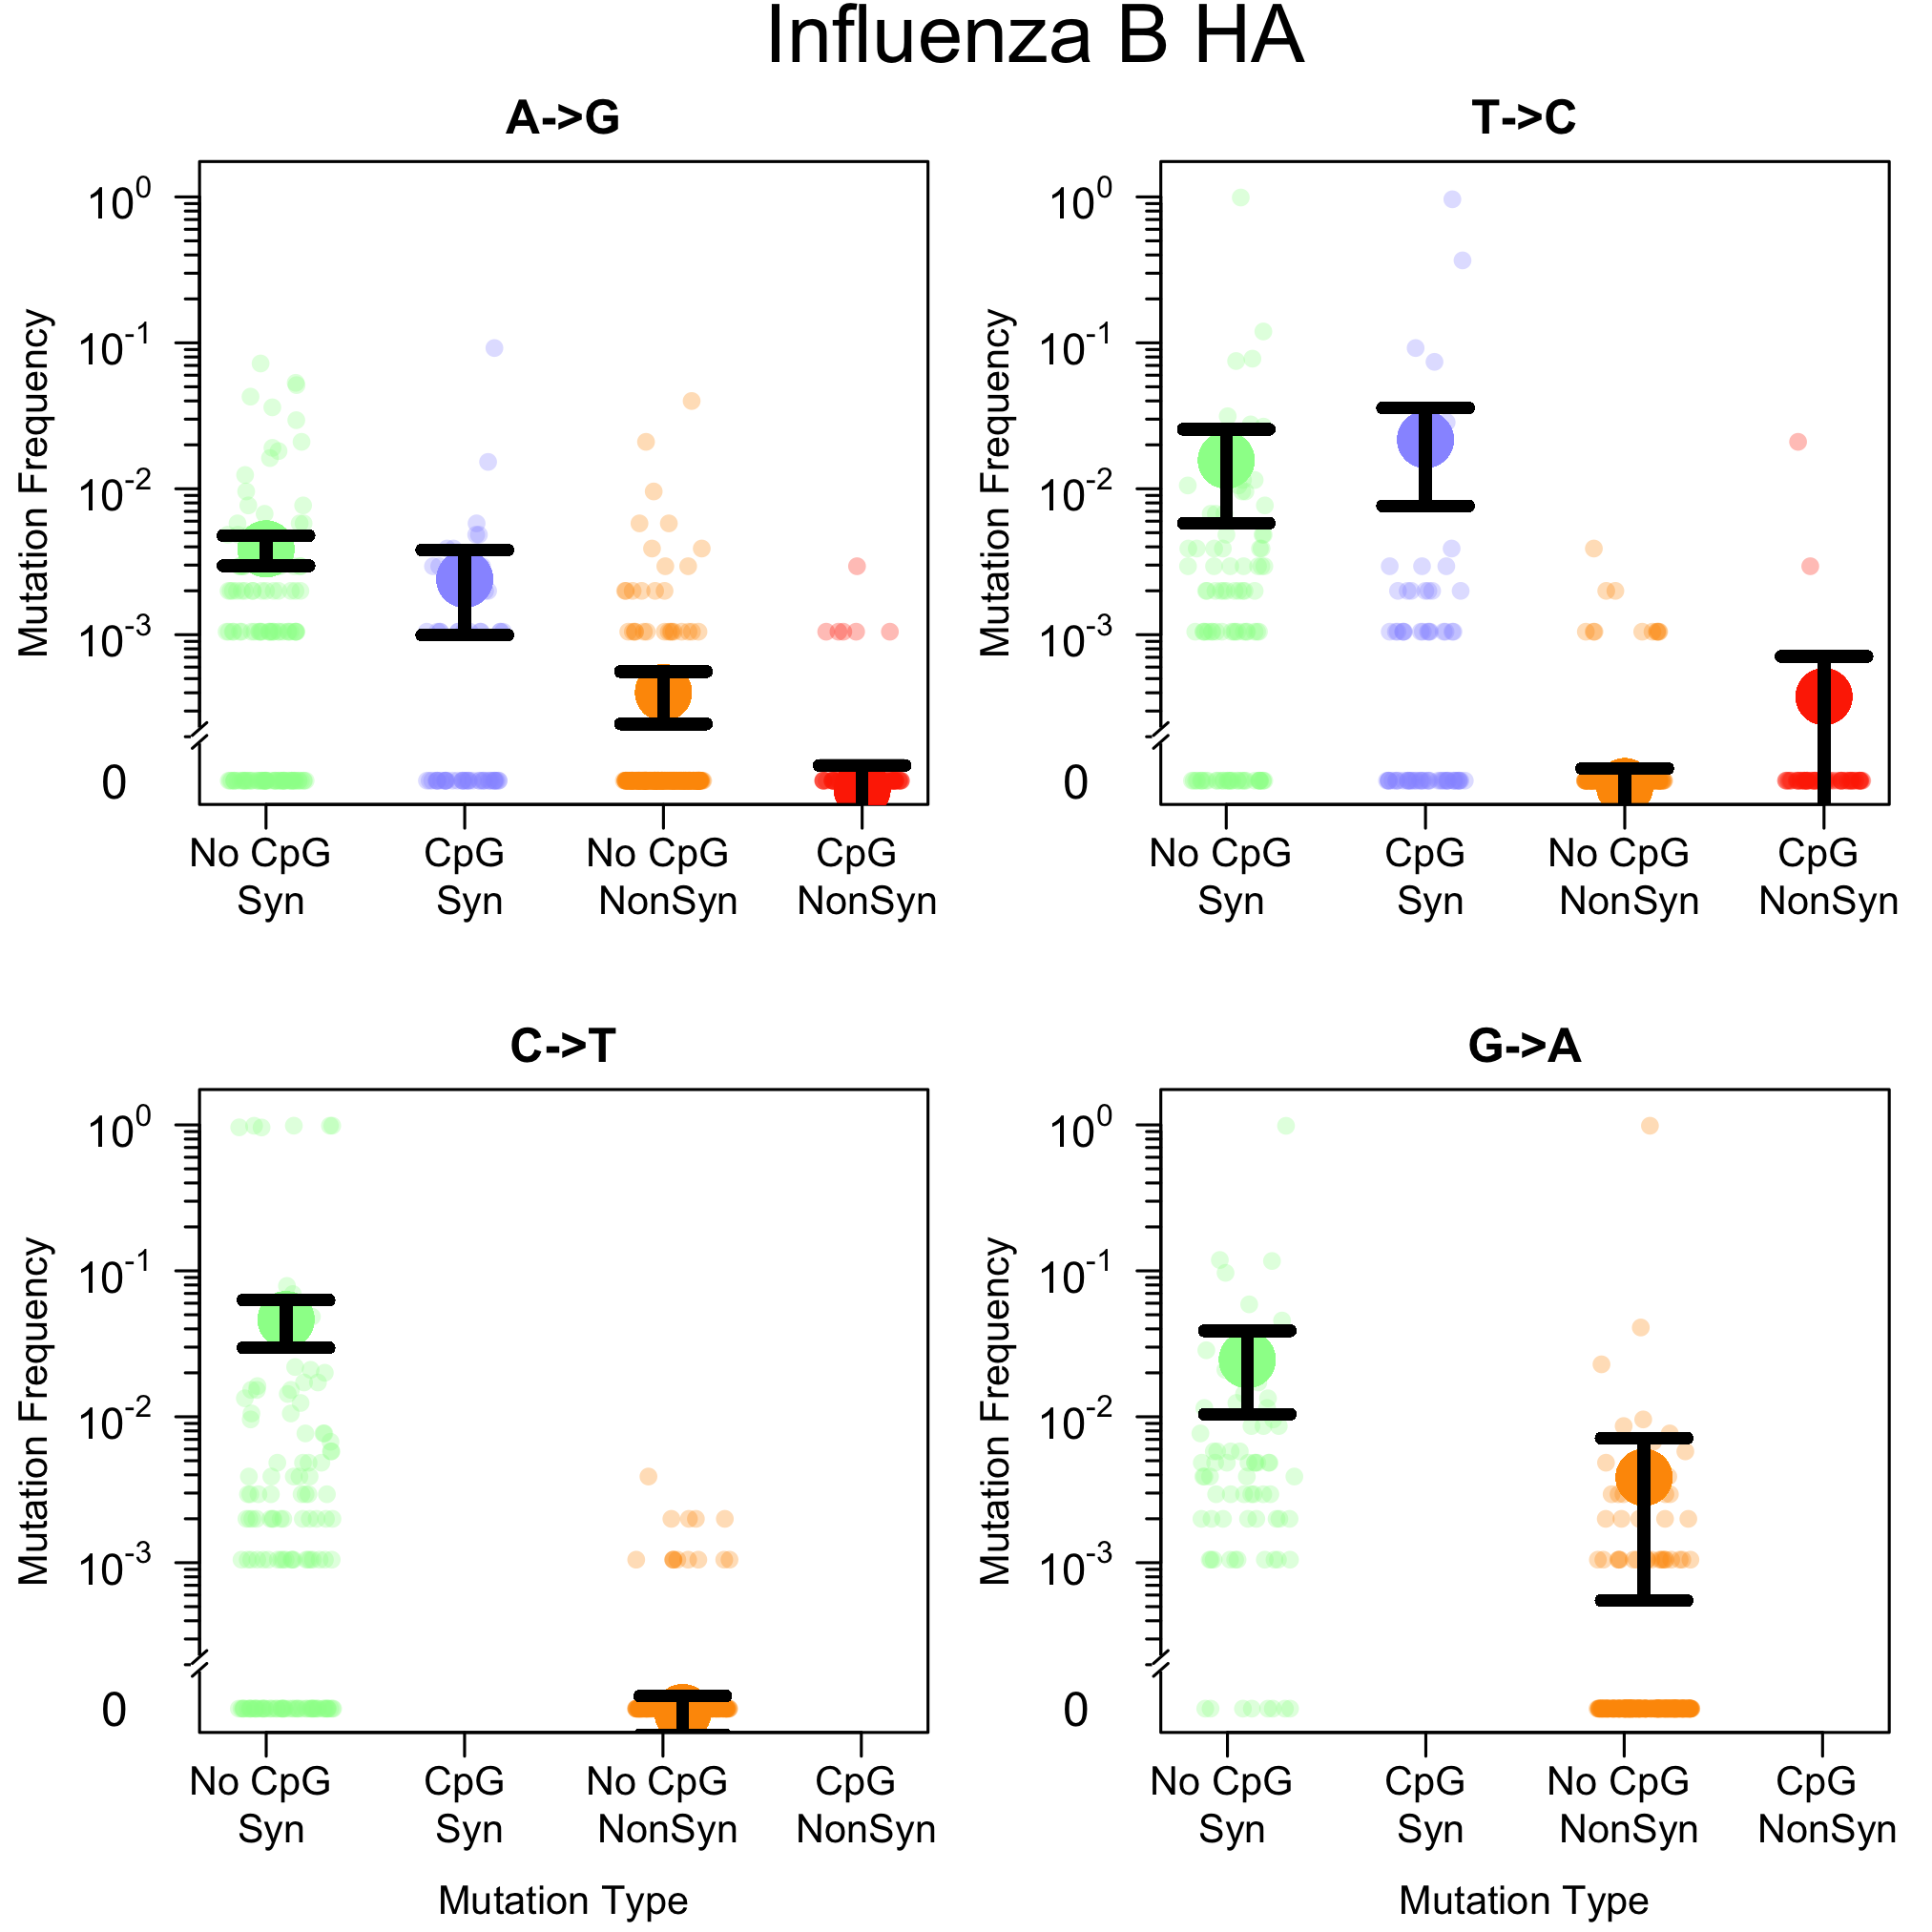 Influenza B HA
A->G
T->C
Mutation Frequency
10^0
10^-1
10^-2
10^-3
0
No CpG CpG No CpG CpG
Syn Syn NonSyn NonSyn
Mutation Frequency
10^0
10^-1
10^-2
10^-3
0
No CpG CpG No CpG CpG
Syn Syn NonSyn NonSyn
C->T
G->A
Mutation Frequency
10^0
10^-1
10^-2
10^-3
0
No CpG CpG No CpG CpG
Syn Syn NonSyn NonSyn
Mutation Type
Mutation Frequency
10^0
10^-1
10^-2
10^-3
0
No CpG CpG No CpG CpG
Syn Syn NonSyn NonSyn
Mutation Type